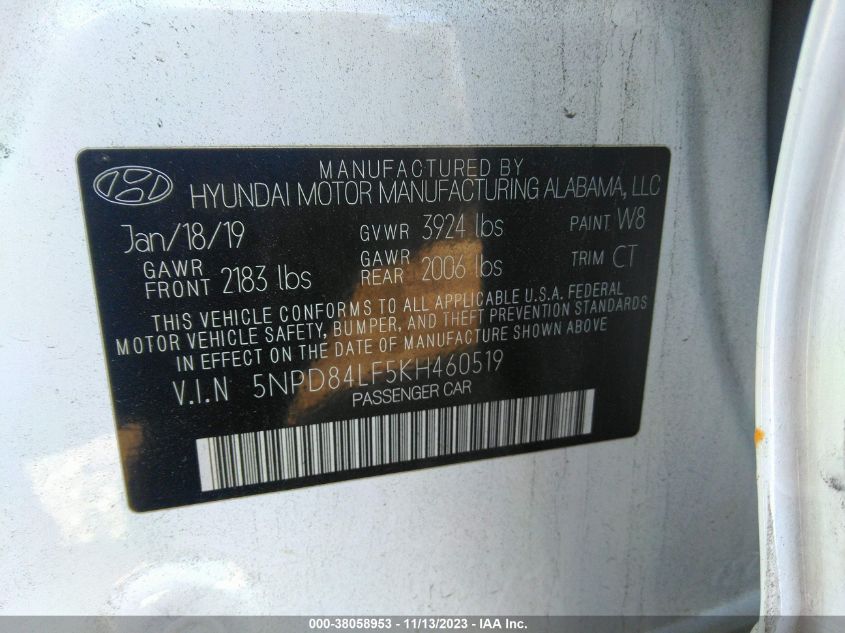 MANUFACTURED BY
HYUNDAI MOTOR MANUFACTURING ALABAMA, LLC
Jan/18/19 GVWR 3924 lbs PAINT W8
GAWR FRONT 2183 lbs GAWR REAR 2006 lbs TRIM CT
THIS VEHICLE CONFORMS TO ALL APPLICABLE U.S.A. FEDERAL
MOTOR VEHICLE SAFETY, BUMPER, AND THEFT PREVENTION STANDARDS
IN EFFECT ON THE DATE OF MANUFACTURE SHOWN ABOVE
V.I.N 5NPD84LF5KH460519
PASSENGER CAR
000-38058953 - 11/13/2023 - IAA Inc.